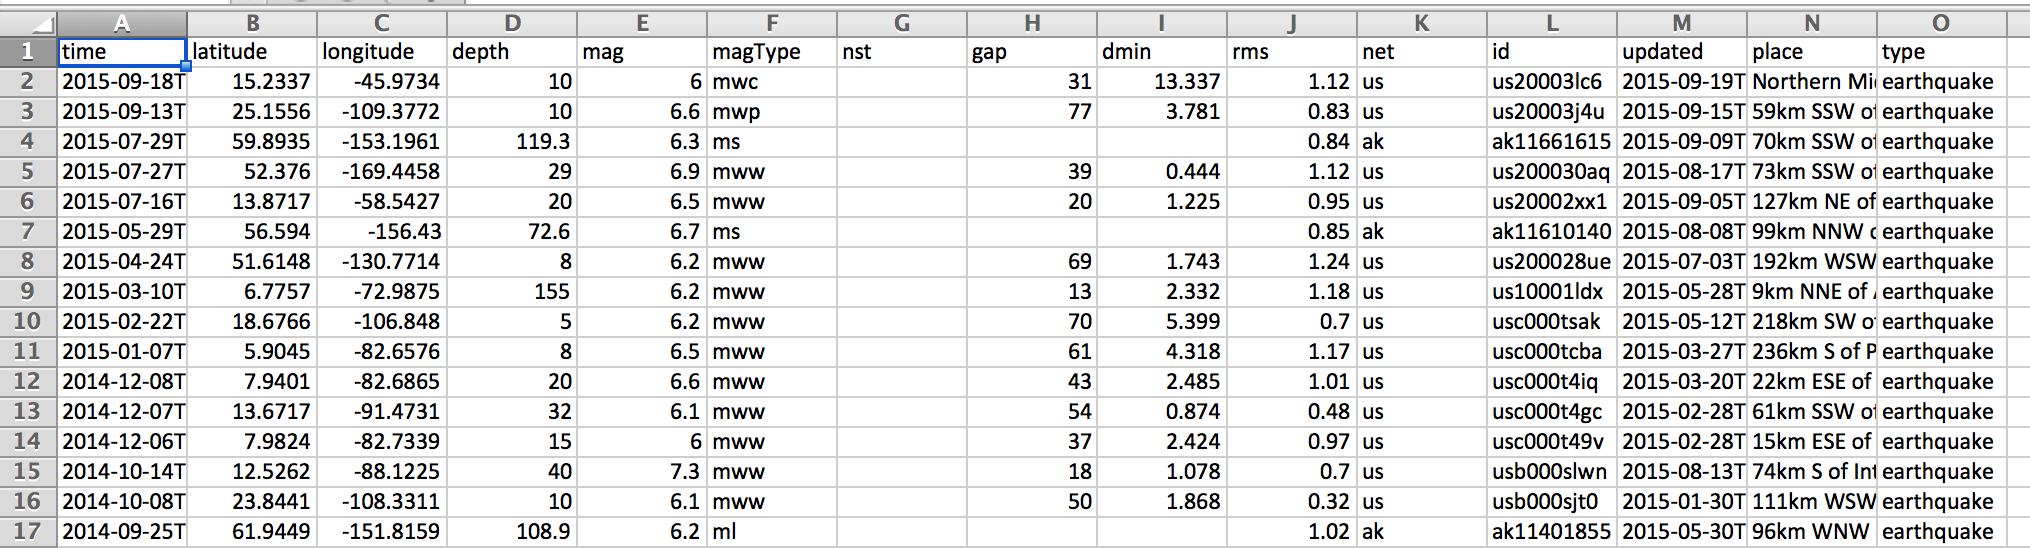 A B C D E F G H I J K L M N O
1 time latitude longitude depth mag magType nst gap dmin rms net id updated place type
2 2015-09-18T 15.2337 -45.9734 10 6 mwc 31 13.337 1.12 us us20003lc6 2015-09-19T Northern Mi earthquake
3 2015-09-13T 25.1556 -109.3772 10 6.6 mwp 77 3.781 0.83 us us20003j4u 2015-09-15T 59km SSW of earthquake
4 2015-07-29T 59.8935 -153.1961 119.3 6.3 ms 0.84 ak ak11661615 2015-09-09T 70km SSW of earthquake
5 2015-07-27T 52.376 -169.4458 29 6.9 mww 39 0.444 1.12 us us200030aq 2015-08-17T 73km SSW of earthquake
6 2015-07-16T 13.8717 -58.5427 20 6.5 mww 20 1.225 0.95 us us20002xx1 2015-09-05T 127km NE of earthquake
7 2015-05-29T 56.594 -156.43 72.6 6.7 ms 0.85 ak ak11610140 2015-08-08T 99km NNW earthquake
8 2015-04-24T 51.6148 -130.7714 8 6.2 mww 69 1.743 1.24 us us200028ue 2015-07-03T 192km WSW earthquake
9 2015-03-10T 6.7757 -72.9875 155 6.2 mww 13 2.332 1.18 us us10001ldx 2015-05-28T 9km NNE of earthquake
10 2015-02-22T 18.6766 -106.848 5 6.2 mww 70 5.399 0.7 us usc000tsak 2015-05-12T 218km SW of earthquake
11 2015-01-07T 5.9045 -82.6576 8 6.5 mww 61 4.318 1.17 us usc000tcba 2015-03-27T 236km S of P earthquake
12 2014-12-08T 7.9401 -82.6865 20 6.6 mww 43 2.485 1.01 us usc000t4iq 2015-03-20T 22km ESE of earthquake
13 2014-12-07T 13.6717 -91.4731 32 6.1 mww 54 0.874 0.48 us usc000t4gc 2015-02-28T 61km SSW of earthquake
14 2014-12-06T 7.9824 -82.7339 15 6 mww 37 2.424 0.97 us usc000t49v 2015-02-28T 15km ESE of earthquake
15 2014-10-14T 12.5262 -88.1225 40 7.3 mww 18 1.078 0.7 us usb000slwn 2015-08-13T 74km S of Int earthquake
16 2014-10-08T 23.8441 -108.3311 10 6.1 mww 50 1.868 0.32 us usb000sjt0 2015-01-30T 111km WSW earthquake
17 2014-09-25T 61.9449 -151.8159 108.9 6.2 ml 1.02 ak ak11401855 2015-05-30T 96km WNW earthquake